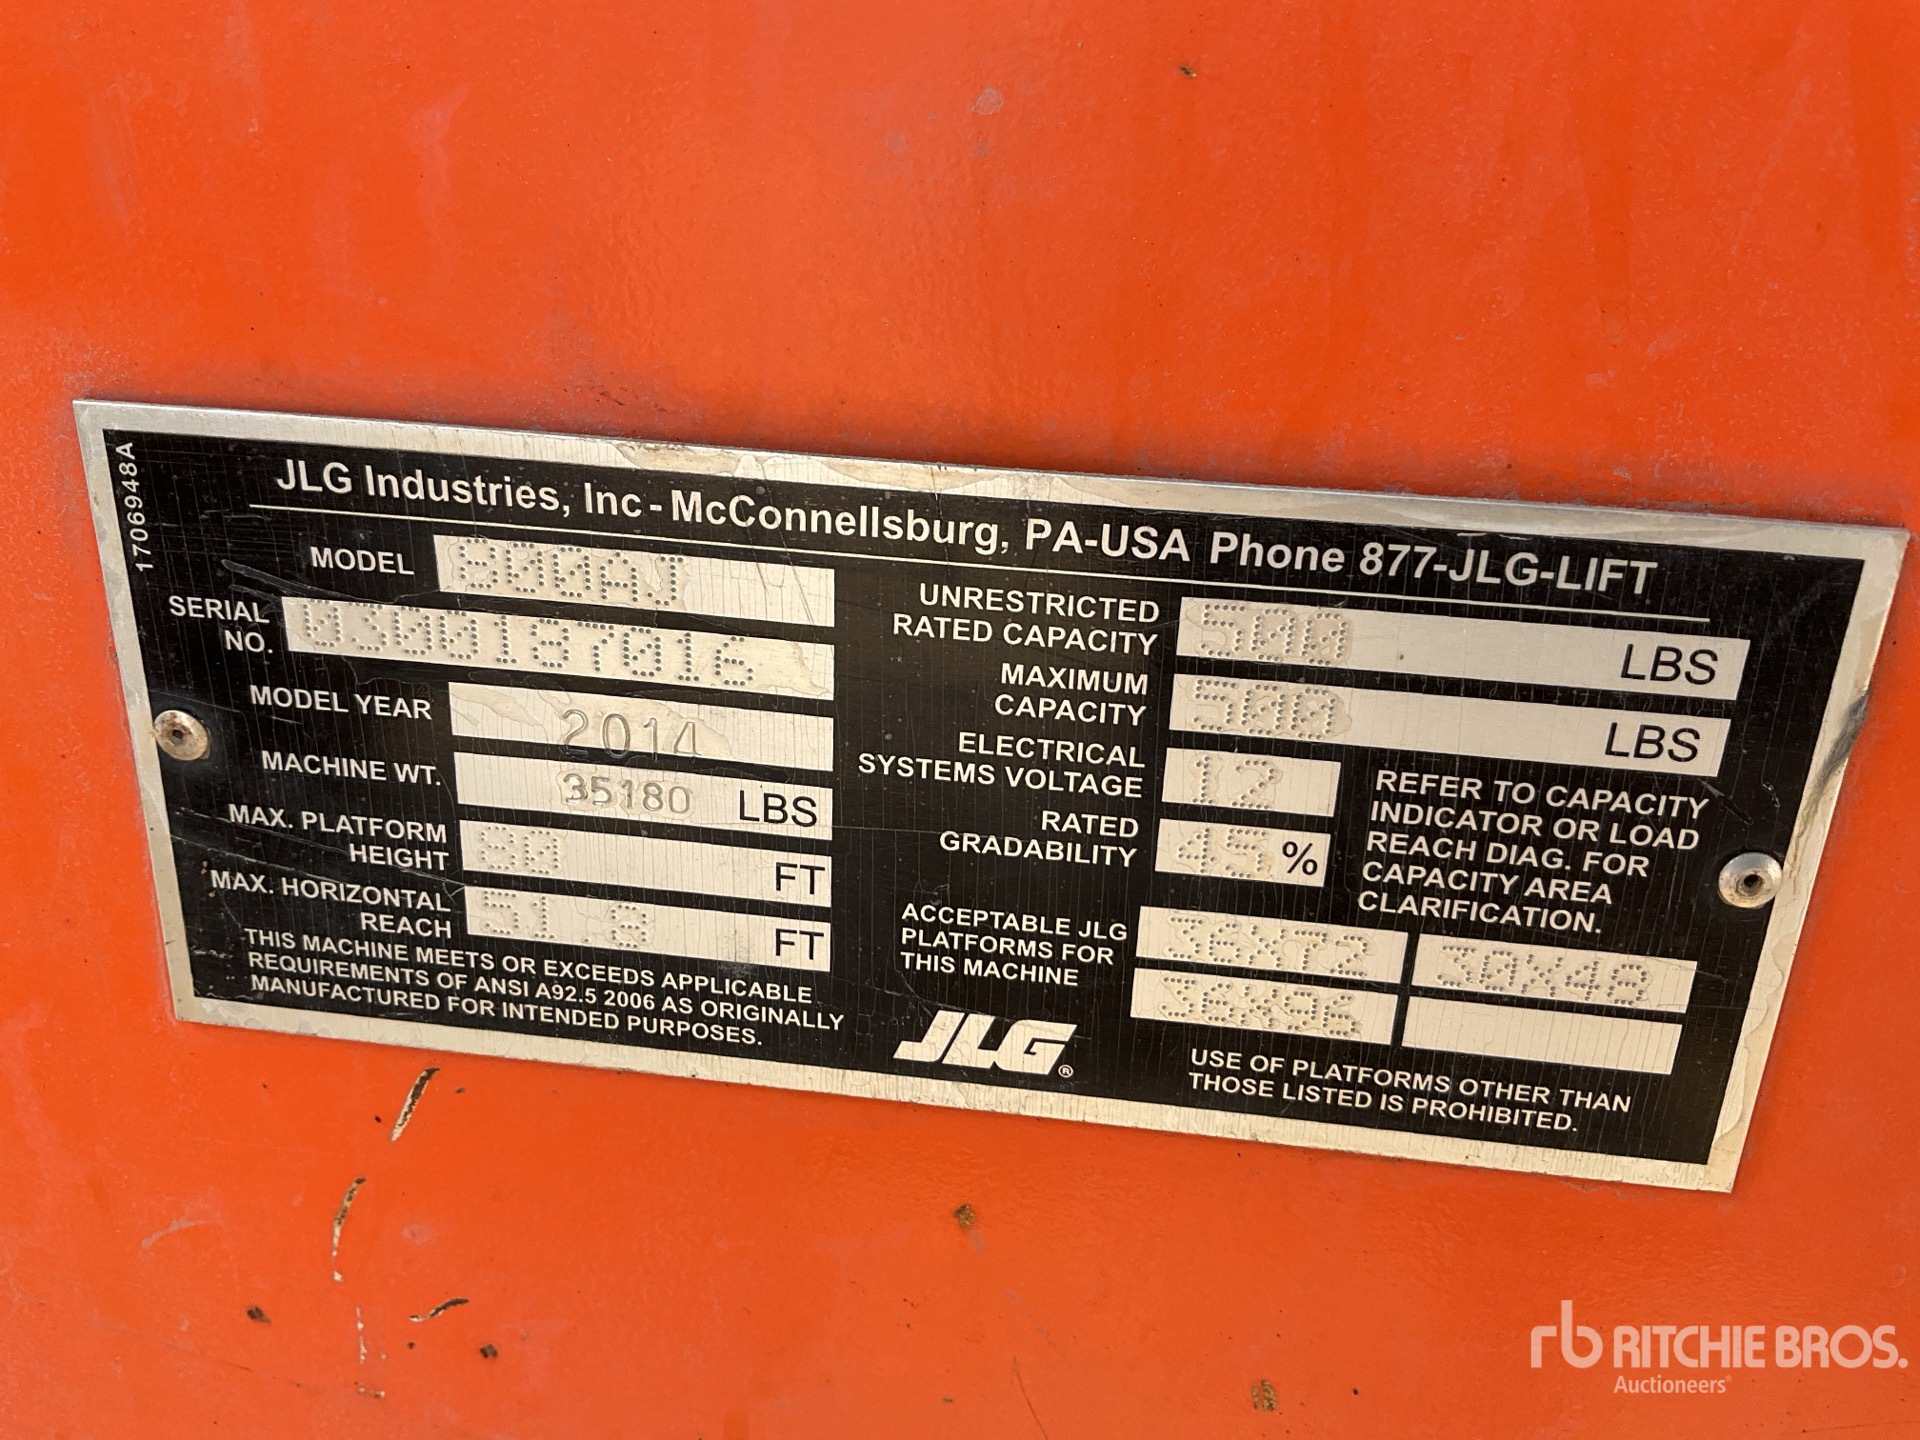 1706948A
JLG Industries, Inc - McConnellsburg, PA-USA Phone 877-JLG-LIFT
MODEL 800AJ
SERIAL NO. 0300187016
MODEL YEAR 2014
MACHINE WT. 35180 LBS
MAX. PLATFORM HEIGHT 80 FT
MAX. HORIZONTAL REACH 51.8 FT
THIS MACHINE MEETS OR EXCEEDS APPLICABLE
REQUIREMENTS OF ANSI A92.5 2006 AS ORIGINALLY
MANUFACTURED FOR INTENDED PURPOSES.
UNRESTRICTED RATED CAPACITY 500 LBS
MAXIMUM CAPACITY 500 LBS
ELECTRICAL SYSTEMS VOLTAGE 12
RATED GRADABILITY 45 %
REFER TO CAPACITY
INDICATOR OR LOAD
REACH DIAG. FOR
CAPACITY AREA
CLARIFICATION.
ACCEPTABLE JLG
PLATFORMS FOR
THIS MACHINE
36X72 30X48
36X96
JLG®
USE OF PLATFORMS OTHER THAN
THOSE LISTED IS PROHIBITED.
rb RITCHIE BROS.
Auctioneers